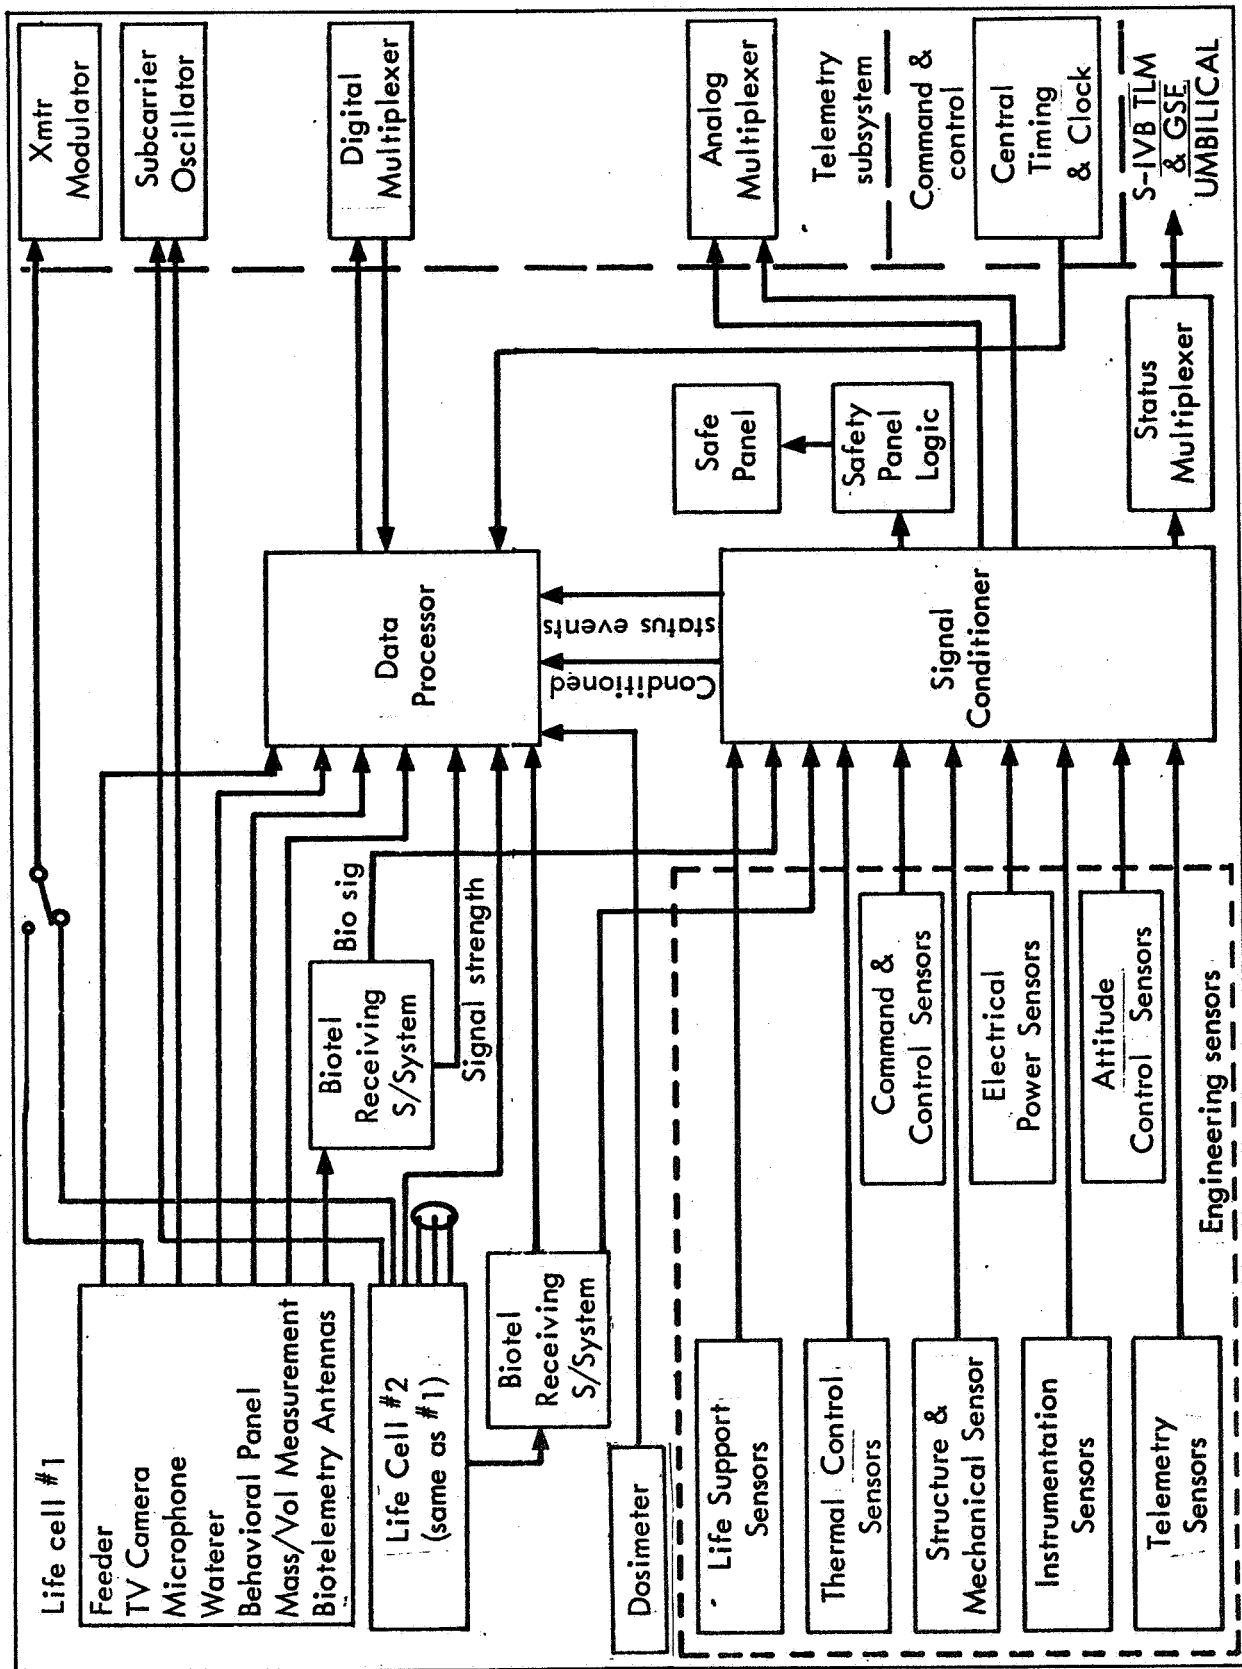 Life cell #1
Feeder
TV Camera
Microphone
Waterer
Behavioral Panel
Mass/Vol Measurement
Biotelemetry Antennas
Life Cell #2
(same as #1)
Biotel
Receiving
S/System
Bio sig
Signal strength
Biotel
Receiving
S/System
Dosimeter
Life Support
Sensors
Thermal Control
Sensors
Structure &
Mechanical Sensor
Instrumentation
Sensors
Telemetry
Sensors
Command &
Control Sensors
Electrical
Power Sensors
Attitude
Control Sensors
Engineering sensors
Data
Processor
Conditioned
status events
Signal
Conditioner
Safe
Panel
Safety
Panel
Logic
Status
Multiplexer
Xmtr
Modulator
Subcarrier
Oscillator
Digital
Multiplexer
Analog
Multiplexer
Telemetry
subsystem
Command &
control
Central
Timing
& Clock
S-IVB TLM
& GSE
UMBILICAL